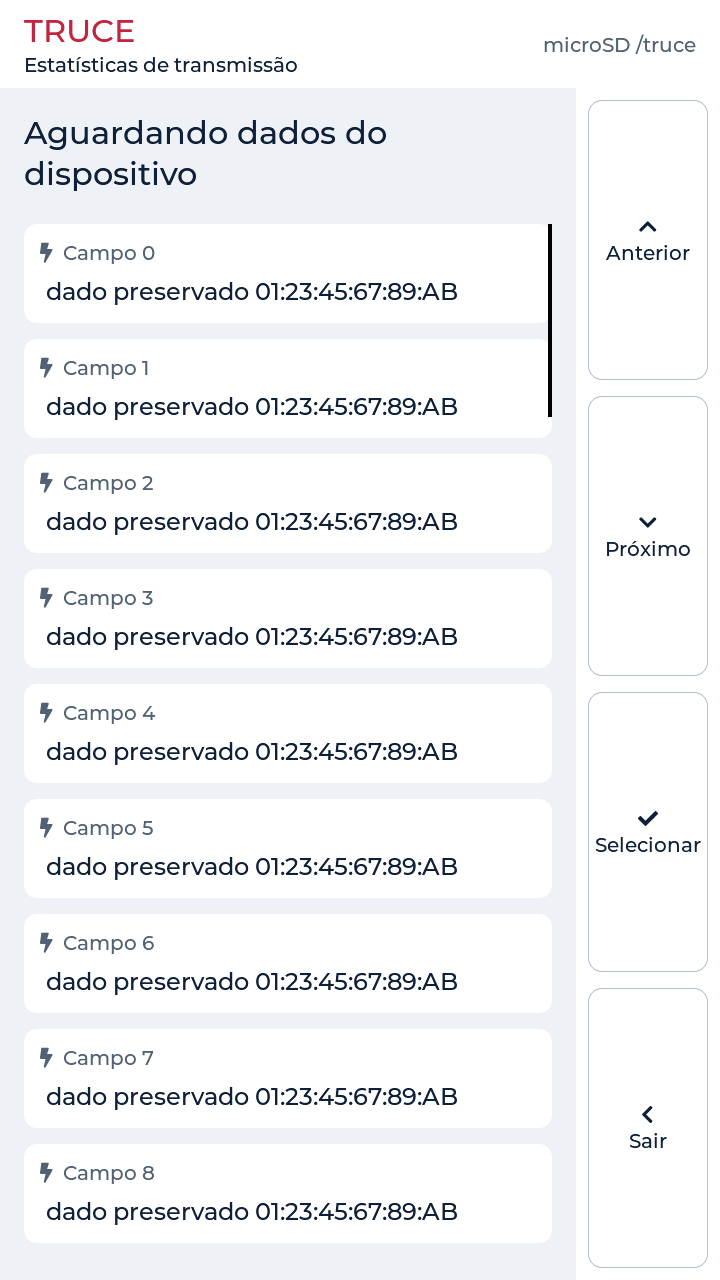 TRUCE
Estatísticas de transmissão
microSD /truce
Aguardando dados do
dispositivo
Campo 0
dado preservado 01:23:45:67:89:AB
Campo 1
dado preservado 01:23:45:67:89:AB
Campo 2
dado preservado 01:23:45:67:89:AB
Campo 3
dado preservado 01:23:45:67:89:AB
Campo 4
dado preservado 01:23:45:67:89:AB
Campo 5
dado preservado 01:23:45:67:89:AB
Campo 6
dado preservado 01:23:45:67:89:AB
Campo 7
dado preservado 01:23:45:67:89:AB
Campo 8
dado preservado 01:23:45:67:89:AB
Anterior
Próximo
Selecionar
Sair